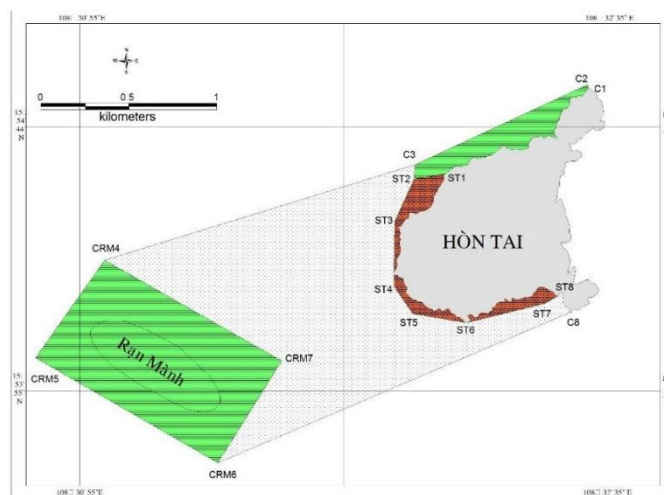 108□ 30'55" E
108□ 32'35" E
N
W
E
S
0
0.5
1
kilometers
15
54
44
N
C2
C1
C3
ST2
ST1
ST3
HÒN TAI
CRM4
ST4
ST8
ST5
ST7
ST6
C8
CRM7
Rạn Mành
CRM5
15
53
55
N
CRM6
108□ 30'55" E
108□ 32'35" E